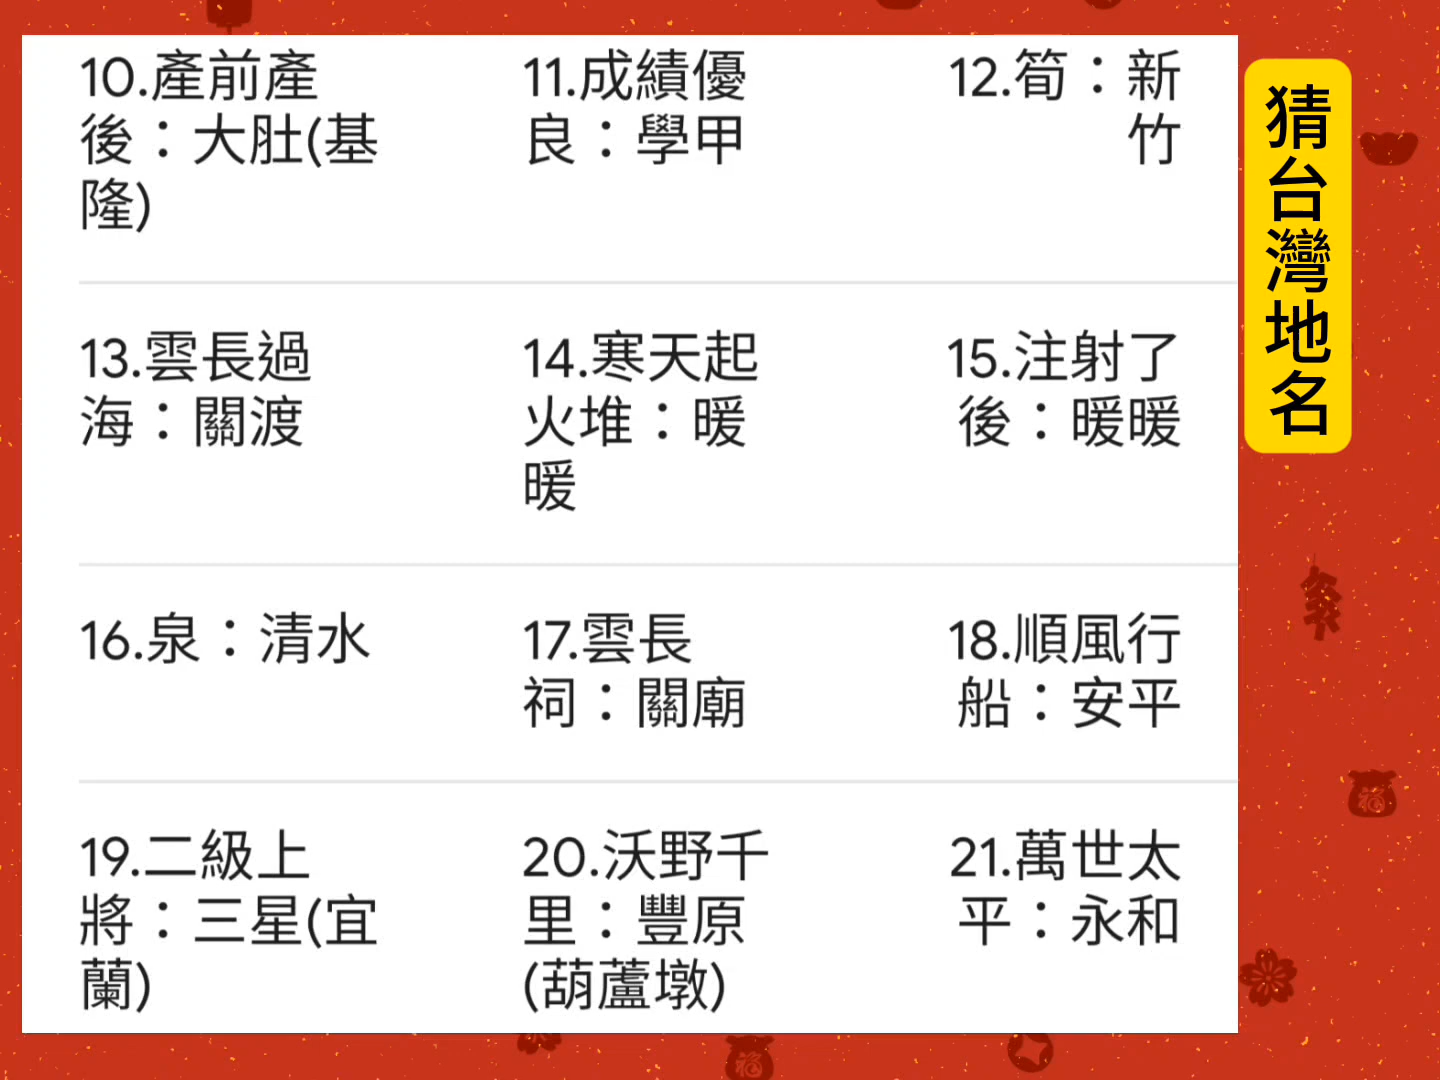 10.產前產
後：大肚(基
隆)
11.成績優
良：學甲
12.筍：新
竹
13.雲長過
海：關渡
14.寒天起
火堆：暖
暖
15.注射了
後：暖暖
16.泉：清水
17.雲長
祠：關廟
18.順風行
船：安平
19.二級上
將：三星(宜
蘭)
20.沃野千
里：豐原
(葫蘆墩)
21.萬世太
平：永和
猜台灣地名
福
福